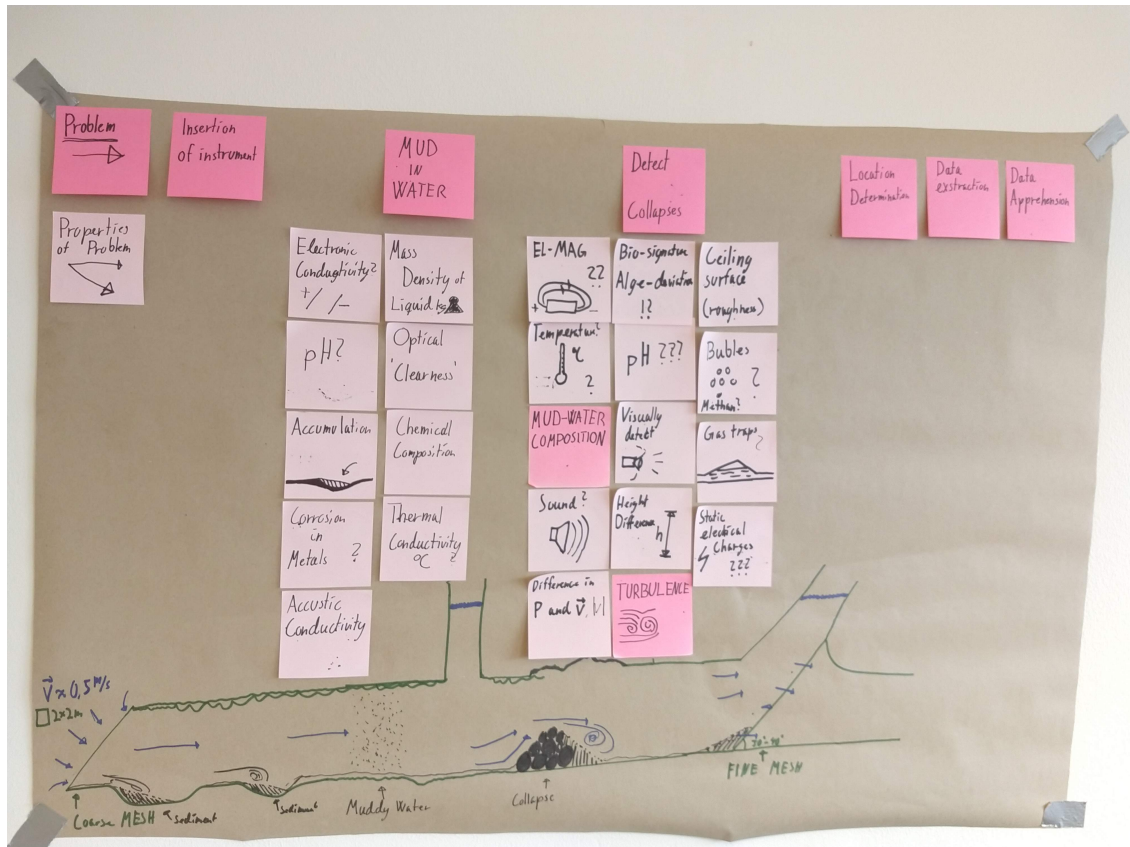 Problem
Insertion
of instrument
MUD
IN
WATER
Detect
Collapses
Location
Determination
Data
exstraction
Data
Apprehension
Properties
of Problem
Electronic
Conductivity?
+/ /-
Mass
Density of
Liquid kg
pH?
Optical
'Clearness'
Accumulation
Chemical
Composition
Corrosion
in
Metals ?
Thermal
Conductivity
°C ?
Accustic
Conductivity
EL-MAG
??
+ -
Bio-signature
Alge-deviation
!?
Ceiling
surface
(roughness)
Temperatur?
°C
?
pH ???
Bubles
?
Methan?
MUD-WATER
COMPOSITION
Visually
detect
Gas traps?
Sound?
Height
Difference
h
Static
electrical
Charges
???
Difference in
P and v, |v|
TURBULENCE
V≈0,5 m/s
2x2m
Coarse MESH
Sediment
Sediment
Muddy Water
Collapse
FINE MESH